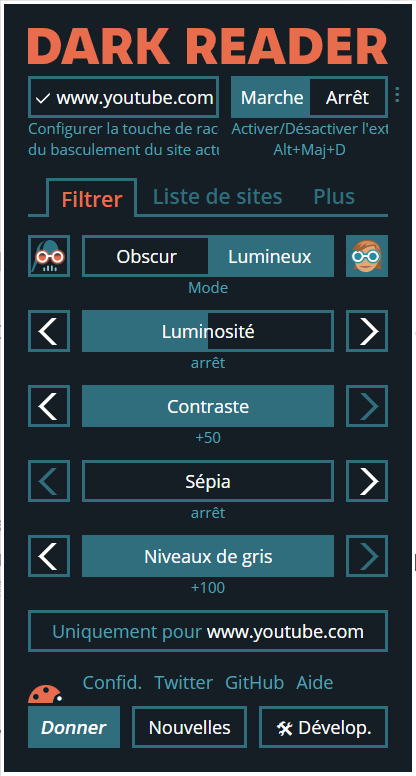 DARK READER
www.youtube.com Marche Arrêt
Configurer la touche de rac Activer/Désactiver l'ext
du basculement du site actu Alt+Maj+D
Filtrer Liste de sites Plus
Obscur Lumineux
Mode
Luminosité
arrêt
Contraste
+50
Sépia
arrêt
Niveaux de gris
+100
Uniquement pour www.youtube.com
Confid. Twitter GitHub Aide
Donner Nouvelles 🛠 Dévelop.